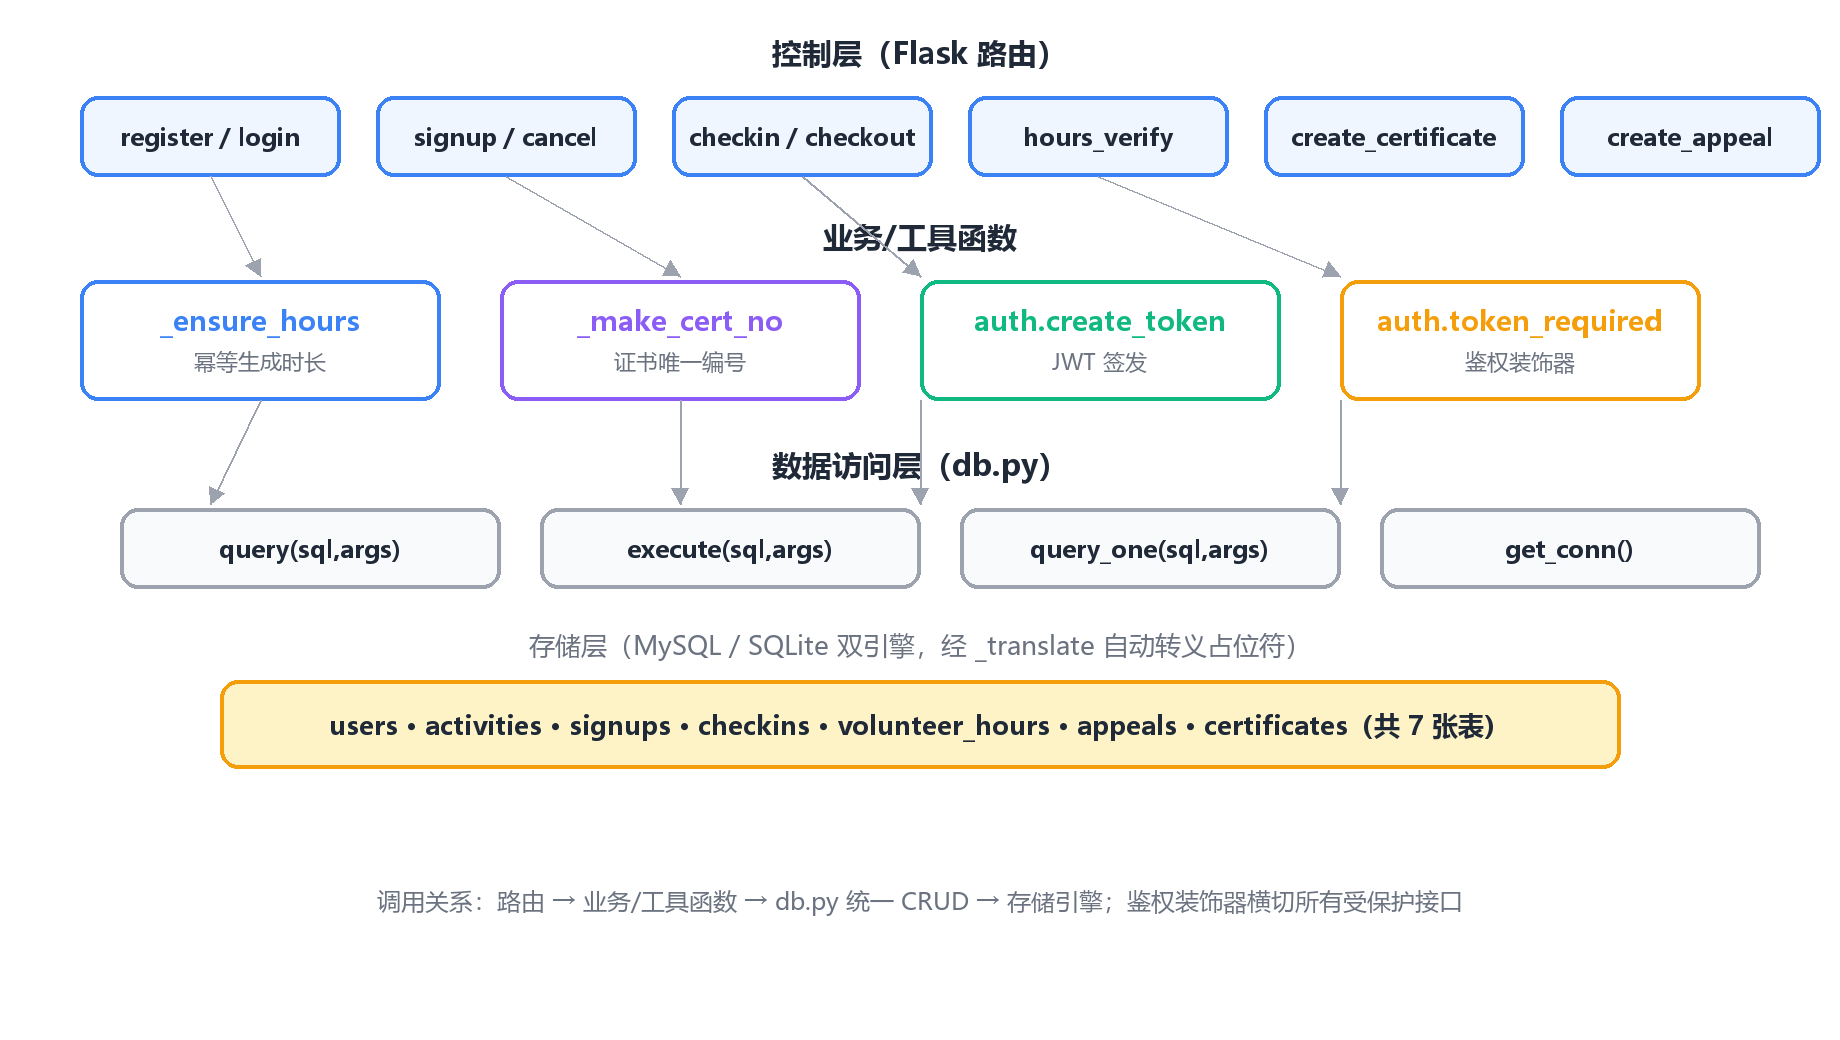 控制层（Flask 路由）
register / login
signup / cancel
checkin / checkout
hours_verify
create_certificate
create_appeal
业务/工具函数
_ensure_hours
幂等生成时长
_make_cert_no
证书唯一编号
auth.create_token
JWT 签发
auth.token_required
鉴权装饰器
数据访问层（db.py）
query(sql,args)
execute(sql,args)
query_one(sql,args)
get_conn()
存储层（MySQL / SQLite 双引擎，经 _translate 自动转义占位符）
users • activities • signups • checkins • volunteer_hours • appeals • certificates（共 7 张表）
调用关系：路由 → 业务/工具函数 → db.py 统一 CRUD → 存储引擎；鉴权装饰器横切所有受保护接口